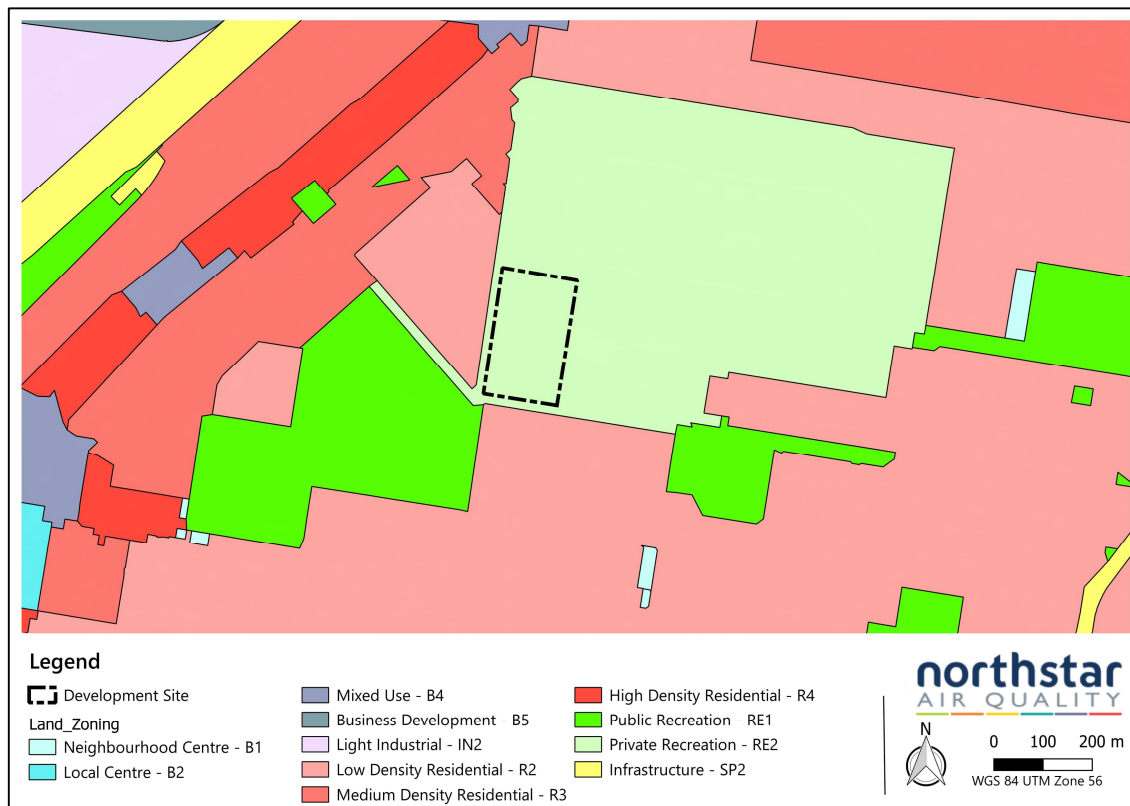 Legend
Development Site
Land_Zoning
Neighbourhood Centre - B1
Local Centre - B2
Mixed Use - B4
Business Development - B5
Light Industrial - IN2
Low Density Residential - R2
Medium Density Residential - R3
High Density Residential - R4
Public Recreation - RE1
Private Recreation - RE2
Infrastructure - SP2
northstar
AIR QUALITY
N
0 100 200 m
WGS 84 UTM Zone 56